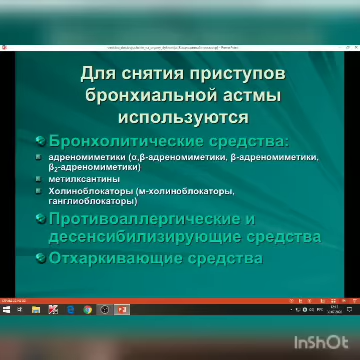 Для снятия приступов
бронхиальной астмы
используются
Бронхолитические средства:
адреномиметики (α,β-адреномиметики, β-адреномиметики,
β₂-адреномиметики)
метилксантины
Холиноблокаторы (м-холиноблокаторы,
ганглиоблокаторы)
Противоаллергические и
десенсибилизирующие средства
Отхаркивающие средства
InShOt